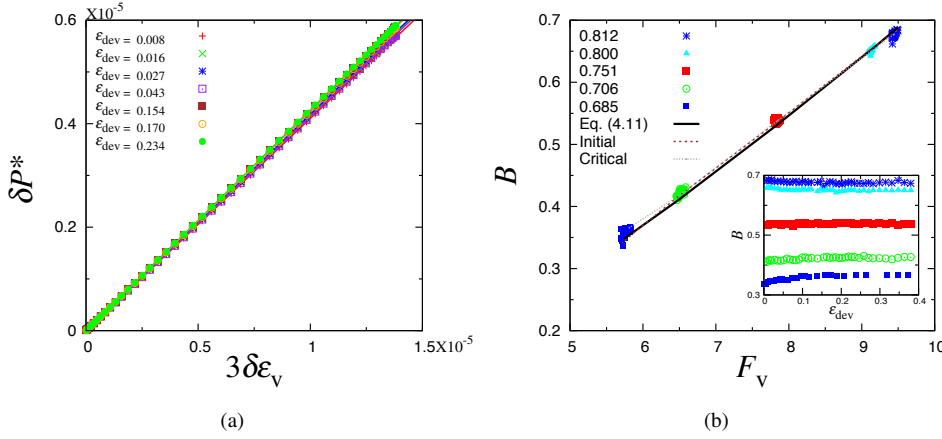 X10-5
0.6
εdev = 0.008
εdev = 0.016
εdev = 0.027
εdev = 0.043
εdev = 0.154
εdev = 0.170
εdev = 0.234
0.4
0.2
0
δP*
0 0.5 1 1.5X10-5
3δεv
(a)
0.7
0.6
0.5
0.4
0.3
0.2
B
0.812
0.800
0.751
0.706
0.685
Eq. (4.11)
Initial
Critical
0.7
0.5
0.3
B
0 0.1 0.2 0.3 0.4
εdev
5 6 7 8 9 10
Fv
(b)